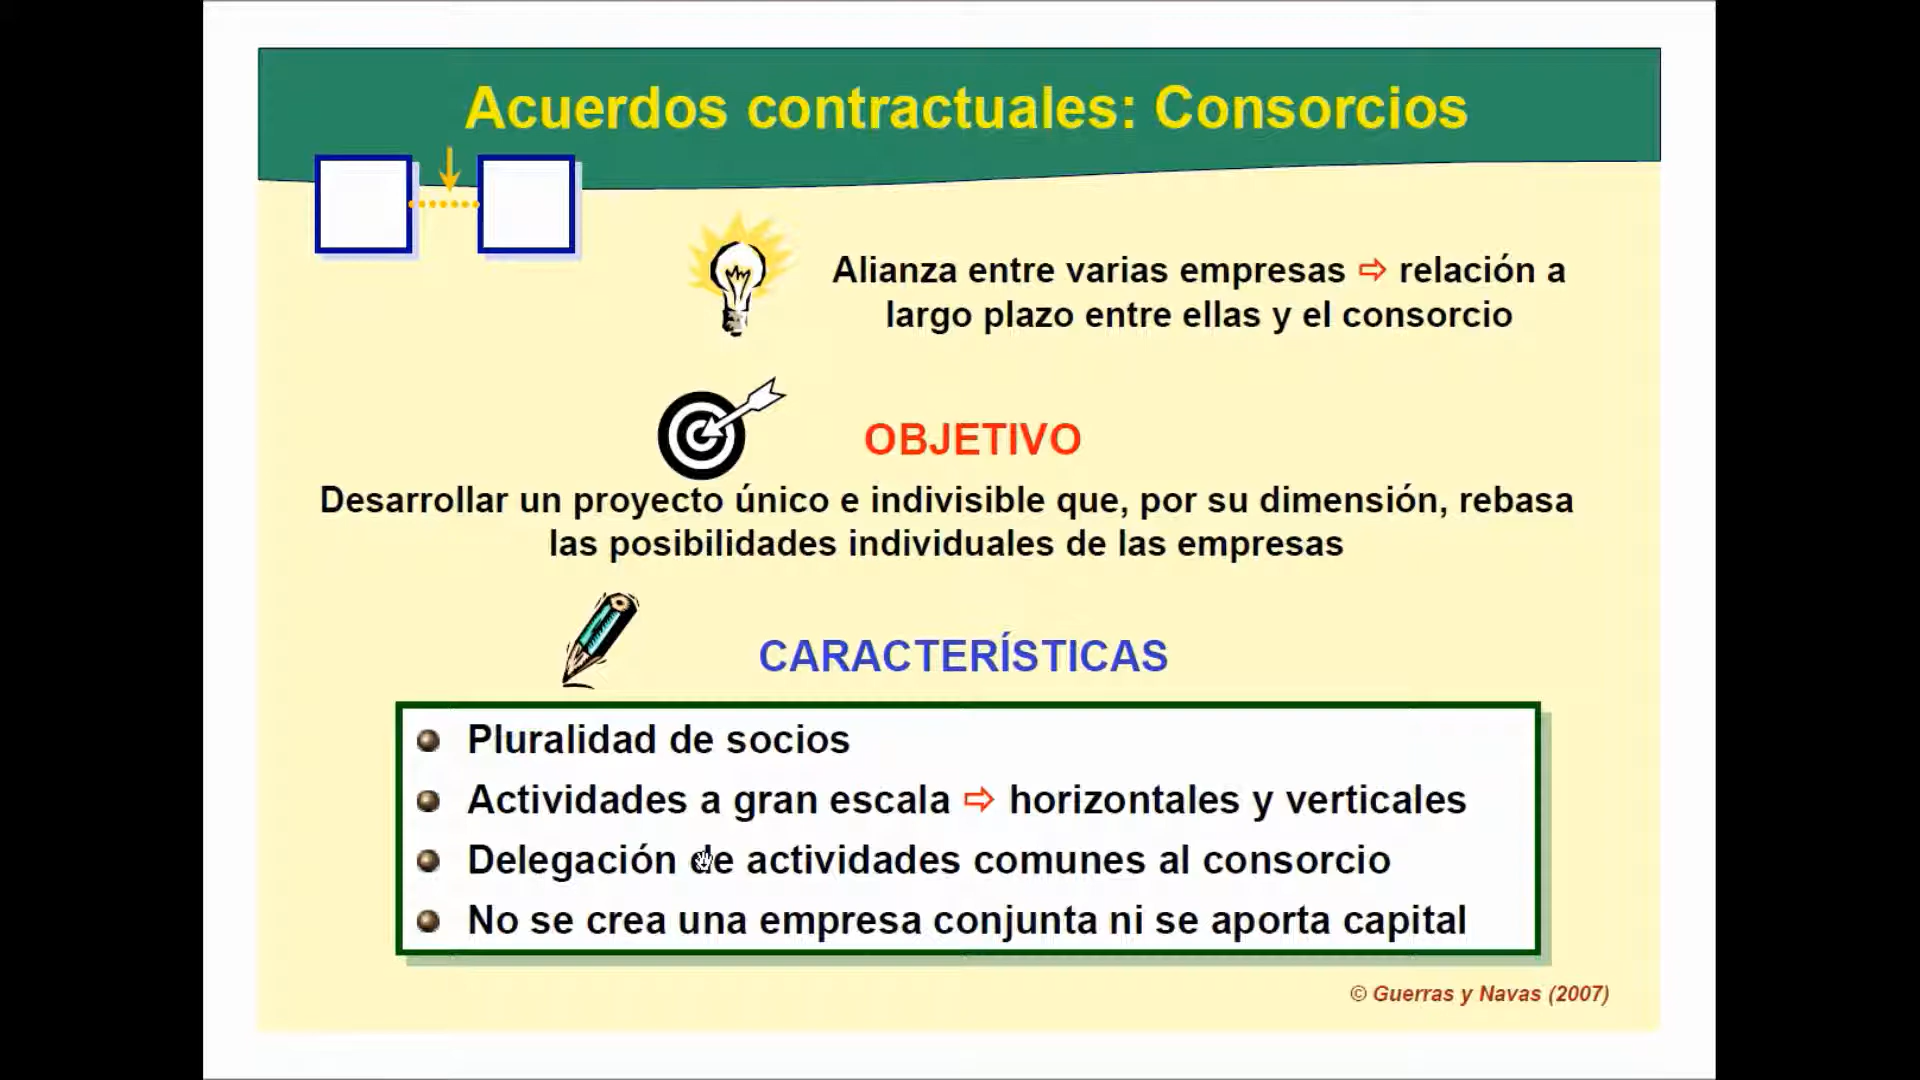 Acuerdos contractuales: Consorcios
Alianza entre varias empresas ⇨ relación a
largo plazo entre ellas y el consorcio
OBJETIVO
Desarrollar un proyecto único e indivisible que, por su dimensión, rebasa
las posibilidades individuales de las empresas
CARACTERÍSTICAS
Pluralidad de socios
Actividades a gran escala ⇨ horizontales y verticales
Delegación de actividades comunes al consorcio
No se crea una empresa conjunta ni se aporta capital
© Guerras y Navas (2007)